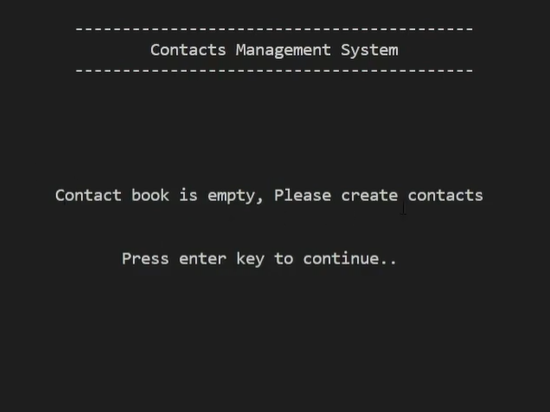 ------------------------------------------
Contacts Management System
------------------------------------------
Contact book is empty, Please create contacts
Press enter key to continue..